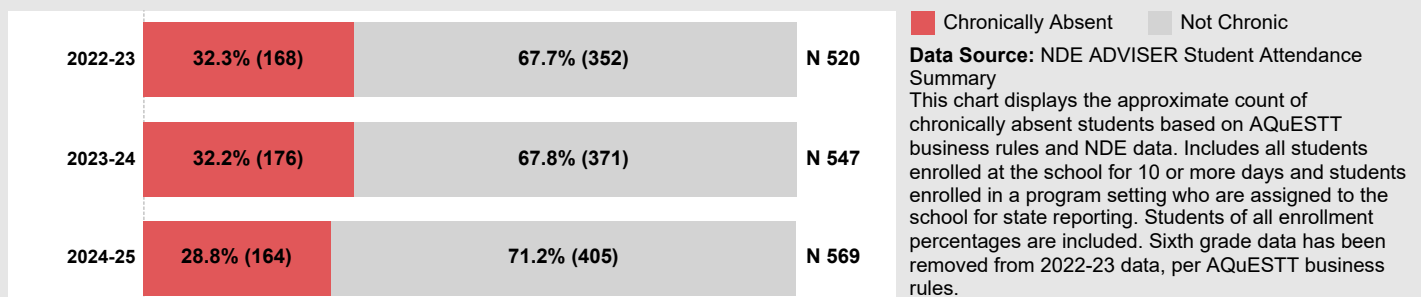 2022-23 32.3% (168) 67.7% (352) N 520
2023-24 32.2% (176) 67.8% (371) N 547
2024-25 28.8% (164) 71.2% (405) N 569
Chronically Absent Not Chronic
Data Source: NDE ADVISER Student Attendance
Summary
This chart displays the approximate count of
chronically absent students based on AQuESTT
business rules and NDE data. Includes all students
enrolled at the school for 10 or more days and students
enrolled in a program setting who are assigned to the
school for state reporting. Students of all enrollment
percentages are included. Sixth grade data has been
removed from 2022-23 data, per AQuESTT business
rules.